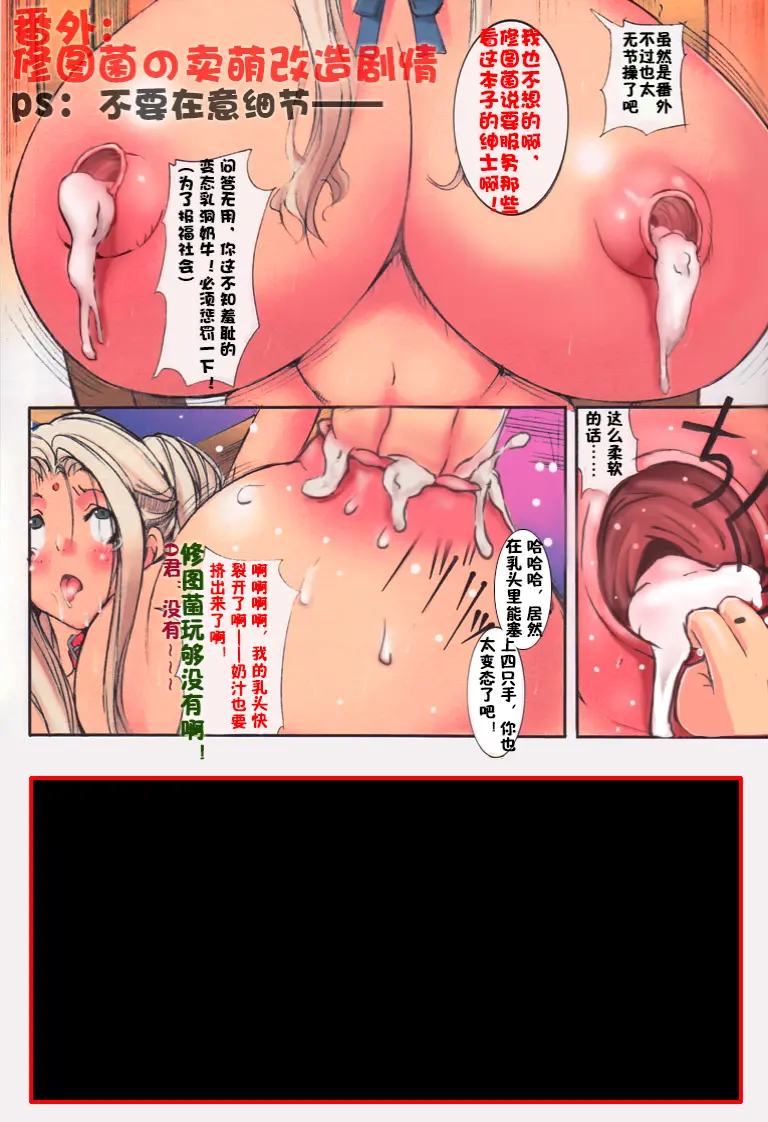 番外：
修图菌の卖萌改造剧情
ps：不要在意细节——
虽然是番外
不过也太
无节操了吧
我也不想的啊，
修图菌说要服务那些
看这本子的绅士啊！
问答无用，你这不知羞耻的
变态乳洞奶牛！必须惩罚一下！
（为了报福社会）
这么柔软
的话……
哈哈哈，居然
在乳头里能塞
上四只手，你也
太变态了吧！
啊啊啊啊，我的乳头快
裂开了啊——奶汁也要
挤出来了啊！
修图菌玩够没有啊！
君：没有～～～